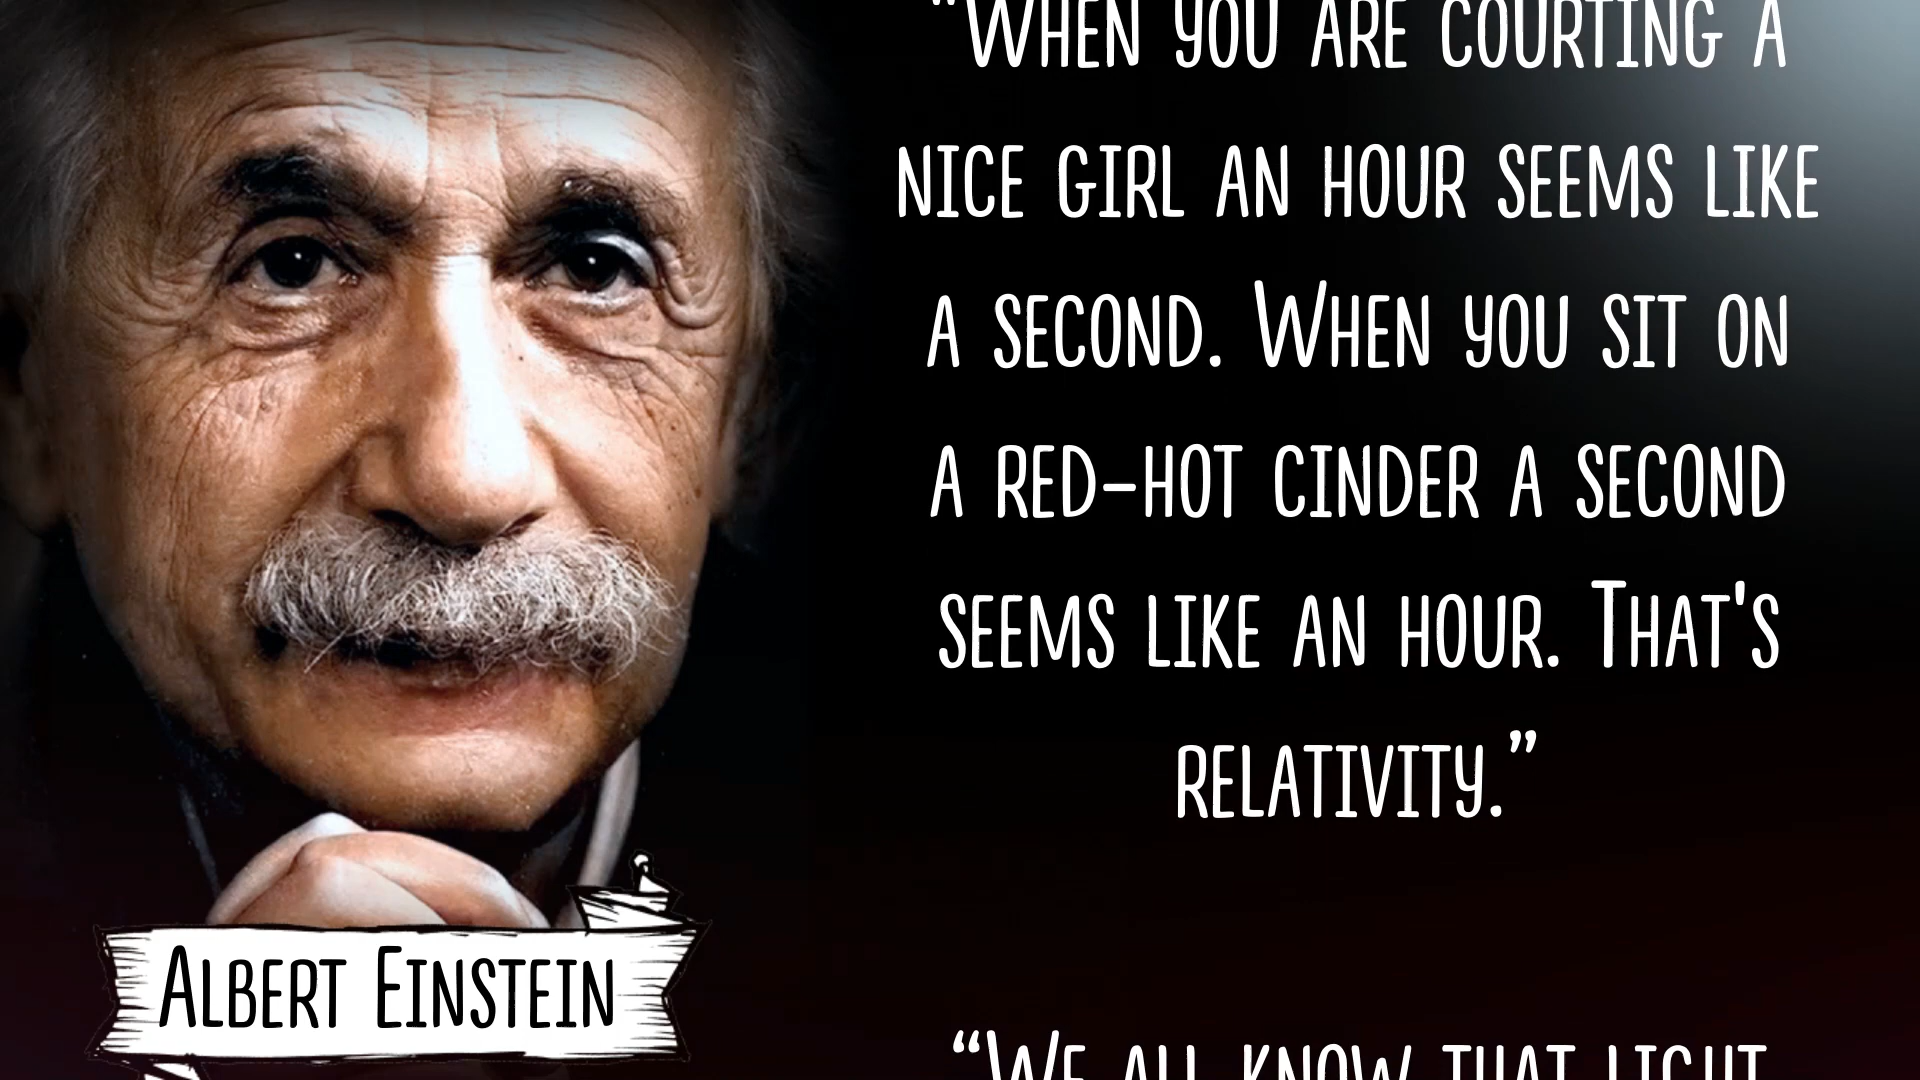 “When you are courting a
nice girl an hour seems like
a second. When you sit on
a red-hot cinder a second
seems like an hour. That's
relativity.”
Albert Einstein
“We all know that light